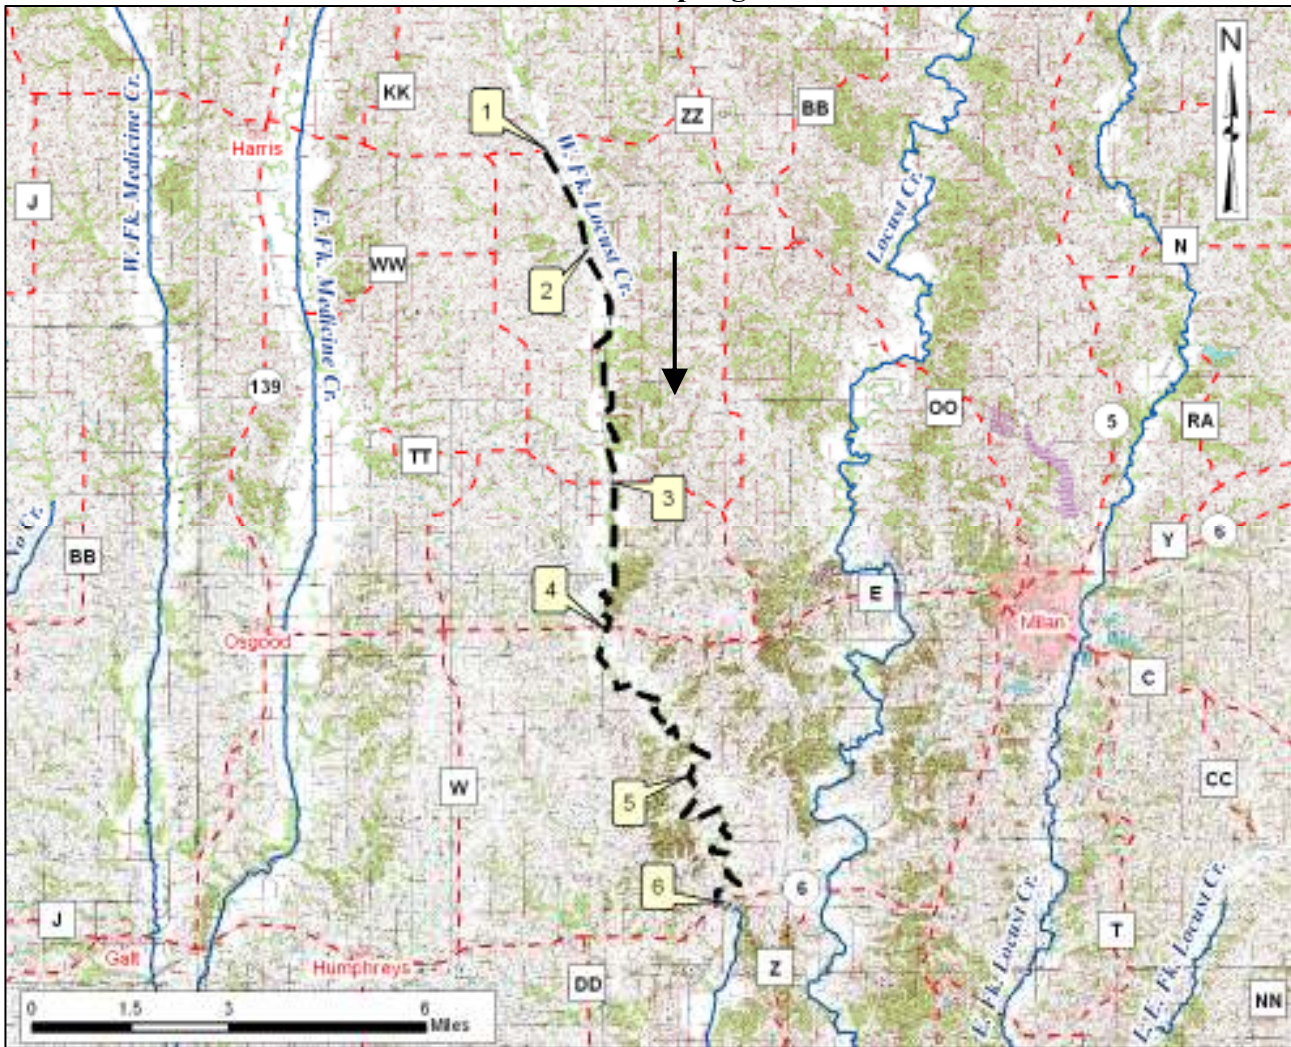 N
KK
1
ZZ
BB
Harris
W. Fk. Medicine Cr.
W. Fk. Locust Cr.
Locust Cr.
J
E. Fk. Medicine Cr.
WW
N
2
139
OO
5
RA
TT
3
BB
Y
6
4
E
Osgood
Milan
C
W
5
CC
6
6
J
Galt
Humphreys
DD
Z
E. Fk. Locust Cr.
T
L. E. Fk. Locust Cr.
NN
0 1.5 3 6
Miles